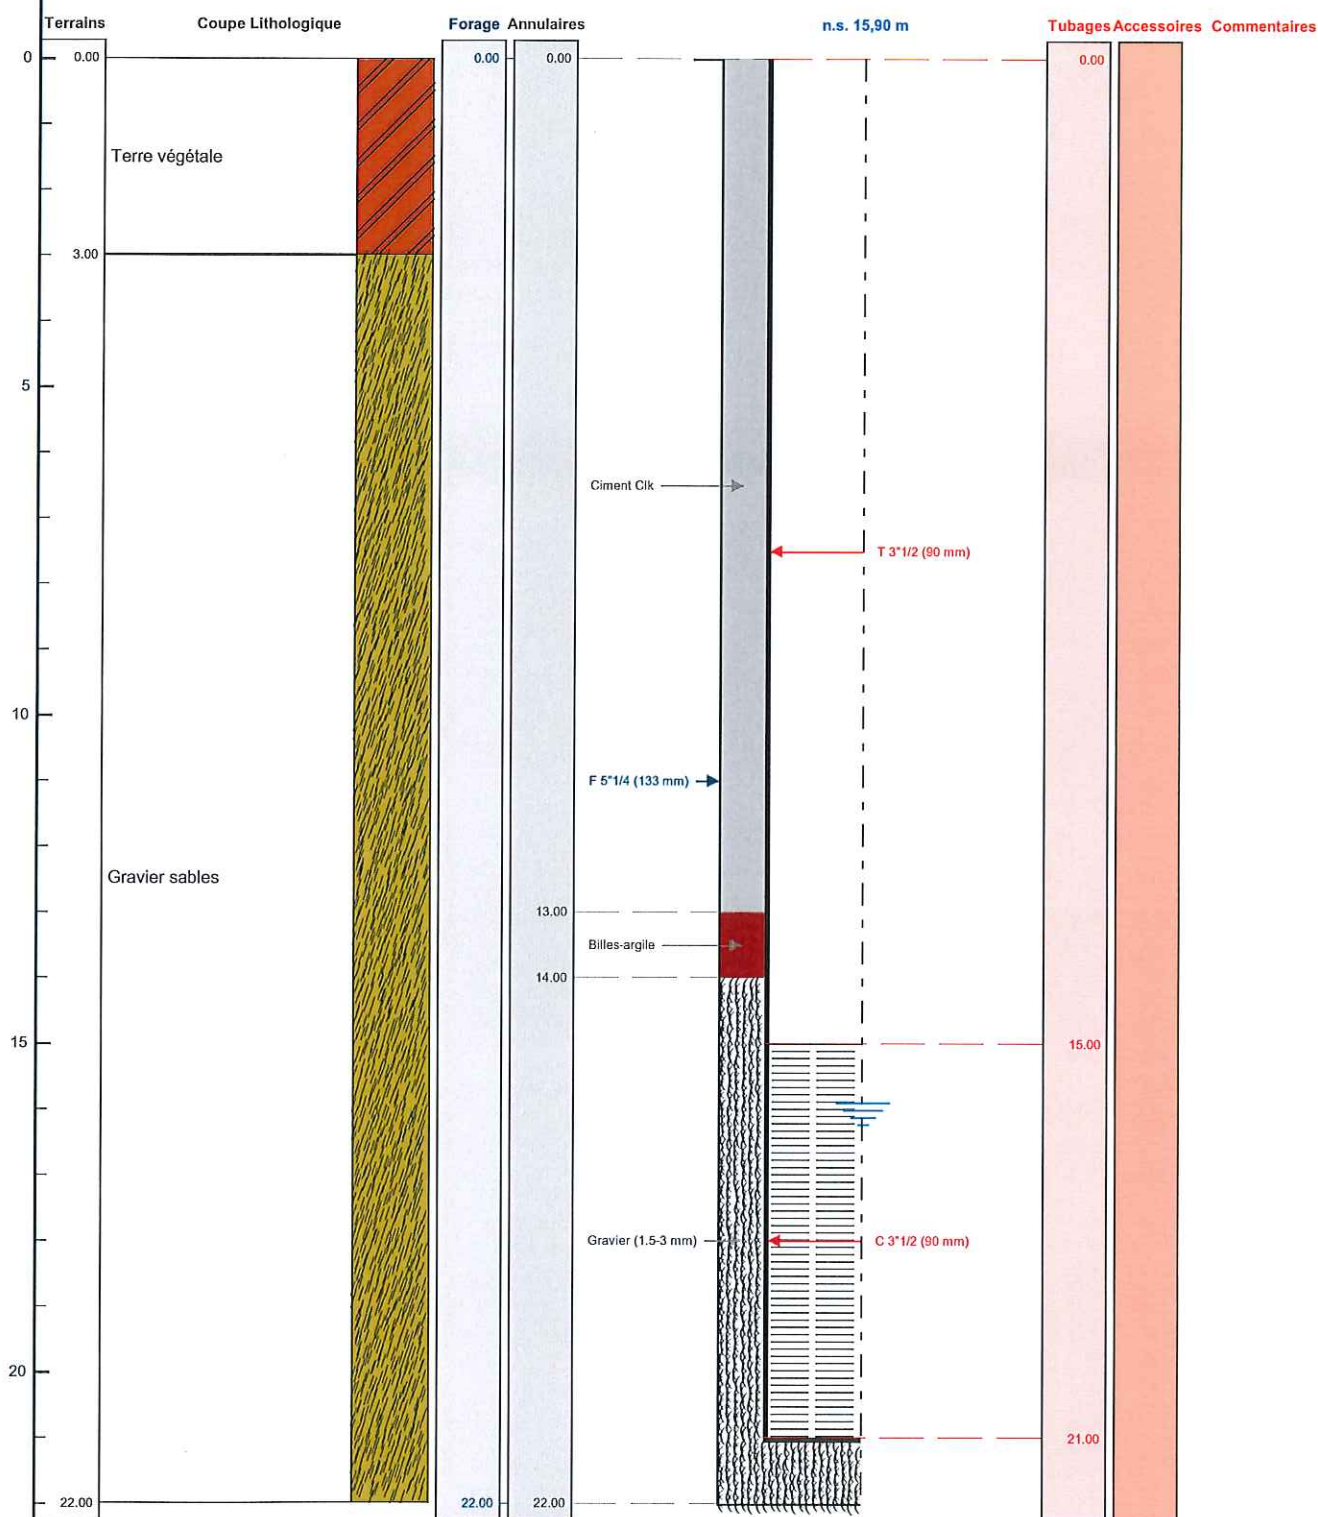 Terrains Coupe Lithologique Forage Annulaires n.s. 15,90 m Tubages Accessoires Commentaires
0 0.00 0.00 0.00 0.00
Terre végétale
3.00
5
Ciment Clk
T 3"1/2 (90 mm)
10
F 5"1/4 (133 mm)
Gravier sables
13.00
Billes-argile
14.00
15 15.00
Gravier (1.5-3 mm) C 3"1/2 (90 mm)
20
21.00
22.00 22.00 22.00